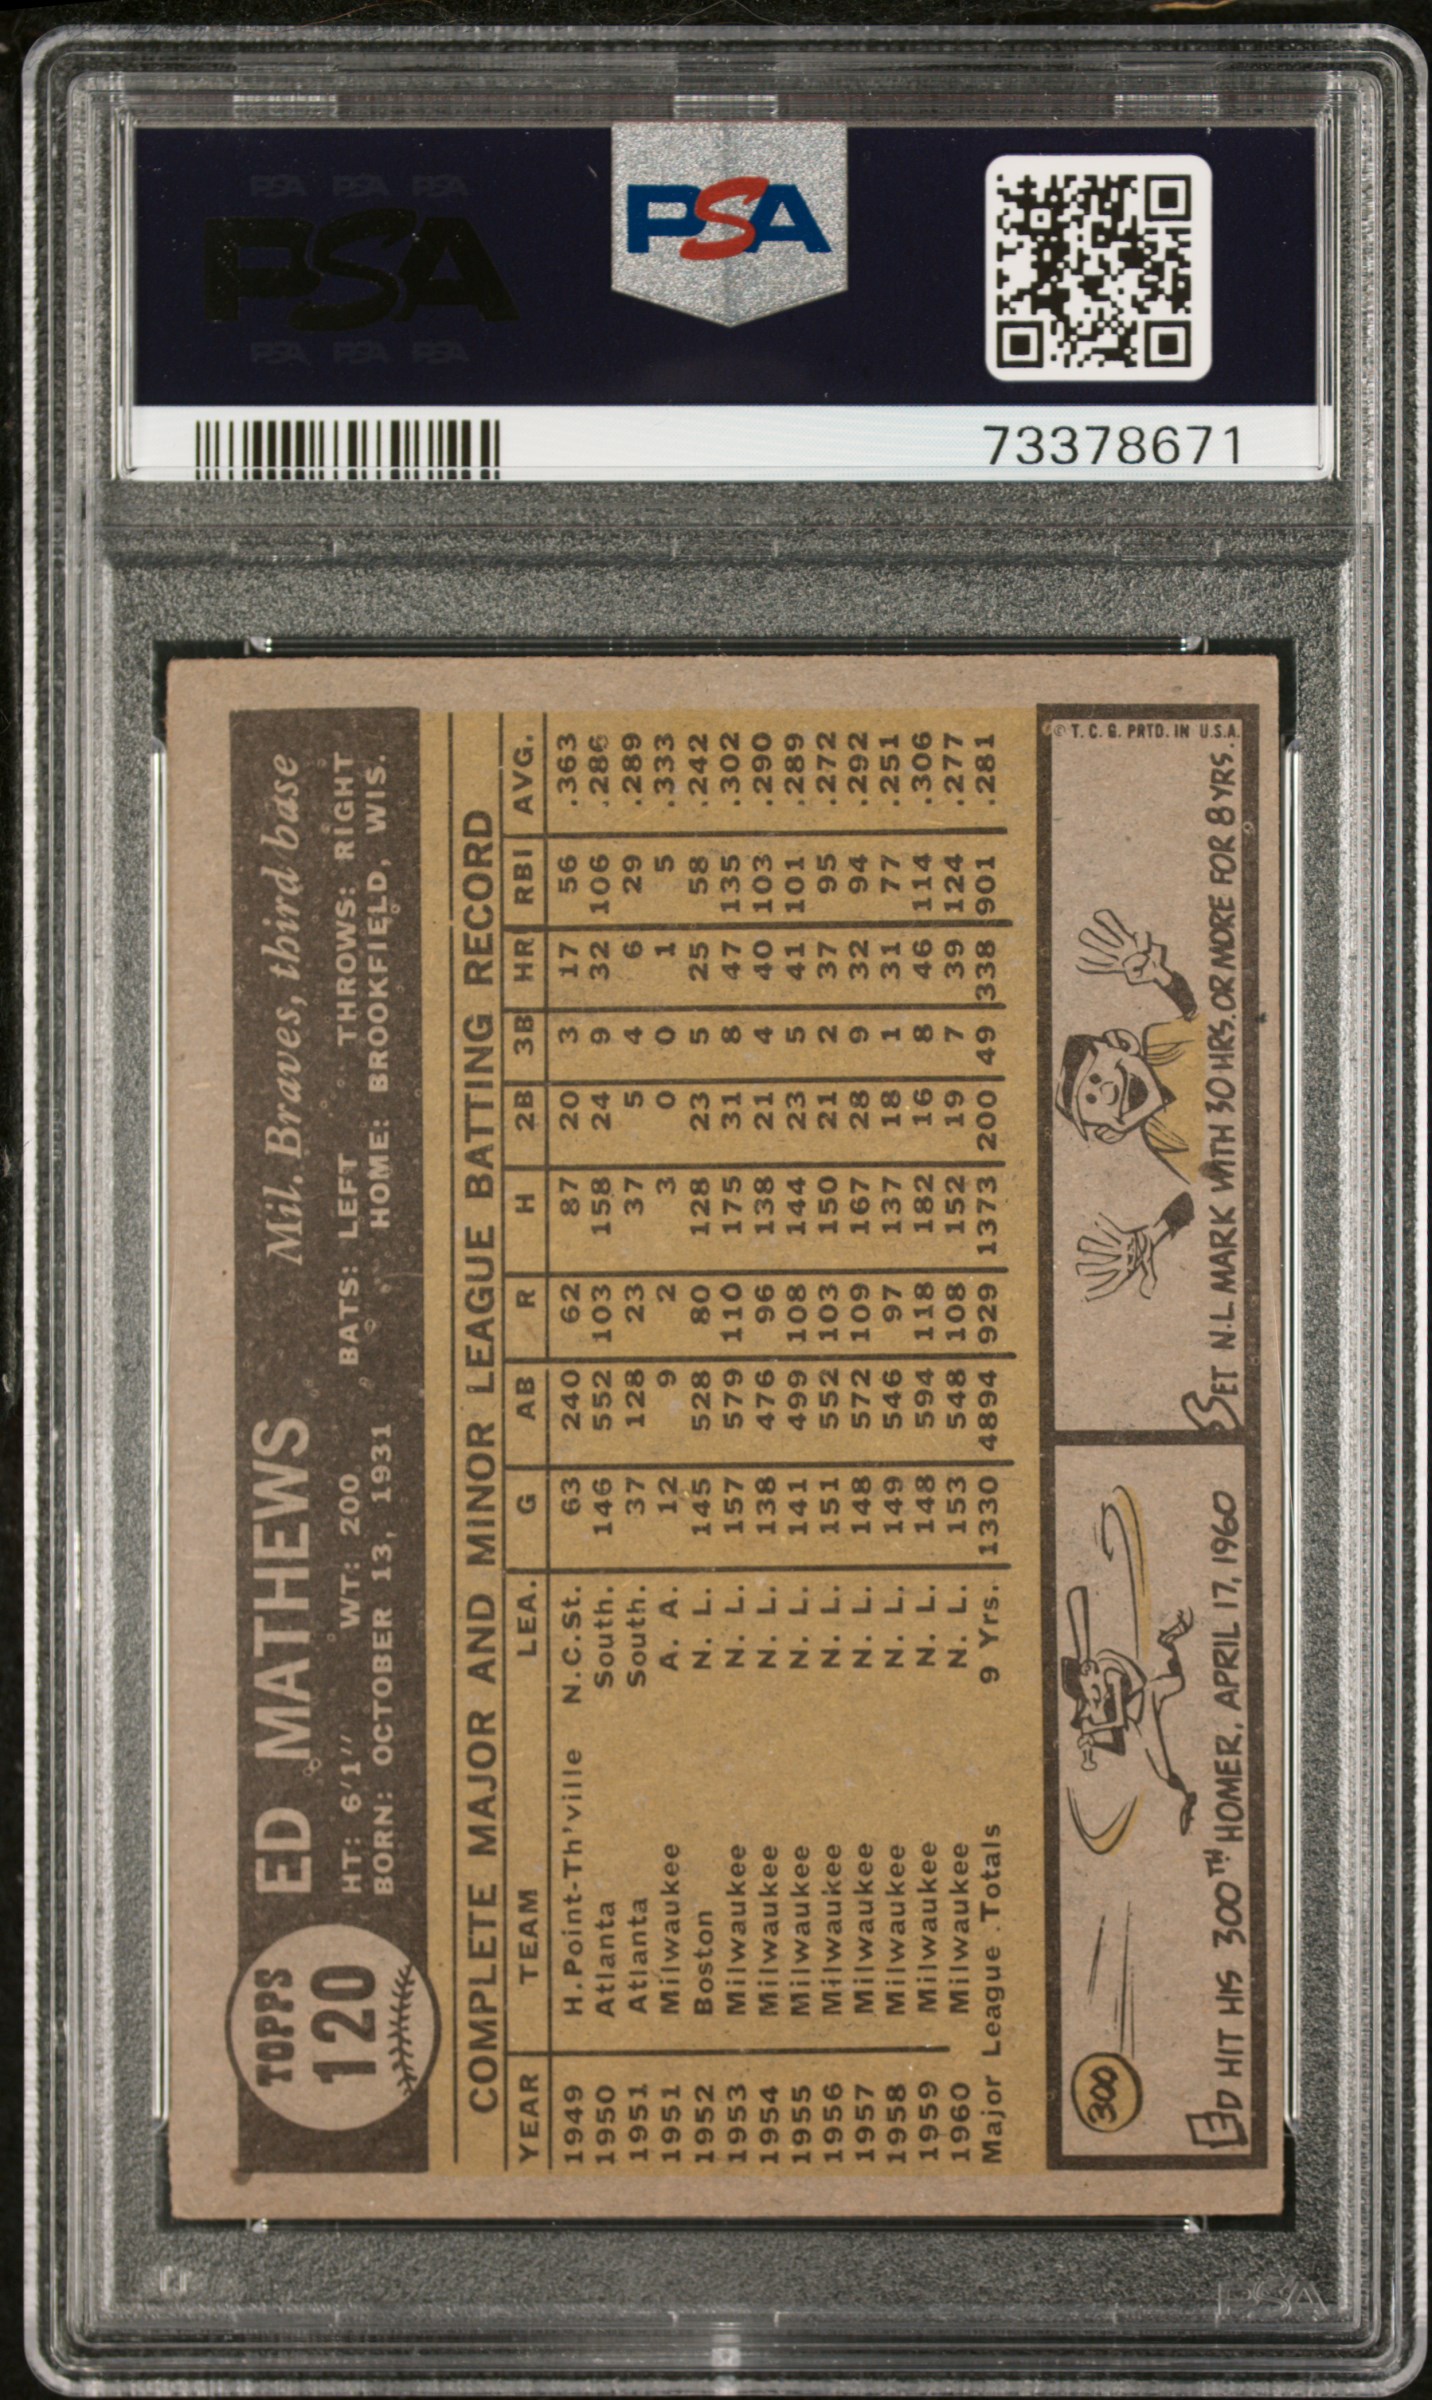 PSA PSA PSA
PSA
PSA PSA PSA
PSA
73378671
TOPPS
120
ED MATHEWS Mil. Braves, third base
HT: 6'1'' WT: 200 BATS: LEFT THROWS: RIGHT
BORN: OCTOBER 13, 1931 HOME: BROOKFIELD, WIS.
COMPLETE MAJOR AND MINOR LEAGUE BATTING RECORD
YEAR TEAM LEA. G AB R H 2B 3B HR RBI AVG.
1949 H.Point-Th'ville N.C.St. 63 240 62 87 20 3 17 56 .363
1950 Atlanta South. 146 552 103 158 24 9 32 106 .286
1951 Atlanta South. 37 128 23 37 5 4 6 29 .289
1951 Milwaukee A. A. 12 9 2 3 0 0 1 5 .333
1952 Boston N. L. 145 528 80 128 23 5 25 58 .242
1953 Milwaukee N. L. 157 579 110 175 31 8 47 135 .302
1954 Milwaukee N. L. 138 476 96 138 21 4 40 103 .290
1955 Milwaukee N. L. 141 499 108 144 23 5 41 101 .289
1956 Milwaukee N. L. 151 552 103 150 21 2 37 95 .272
1957 Milwaukee N. L. 148 572 109 167 28 9 32 94 .292
1958 Milwaukee N. L. 149 546 97 137 18 1 31 77 .251
1959 Milwaukee N. L. 148 594 118 182 16 8 46 114 .306
1960 Milwaukee N. L. 153 548 108 152 19 7 39 124 .277
Major League Totals 9 Yrs. 1330 4894 929 1373 200 49 338 901 .281
300
ED HIT HIS 300TH HOMER, APRIL 17, 1960
SET N.L. MARK WITH 30 HRS. OR MORE FOR 8 YRS.
© T. C. G. PRTD. IN U.S.A.
PSA